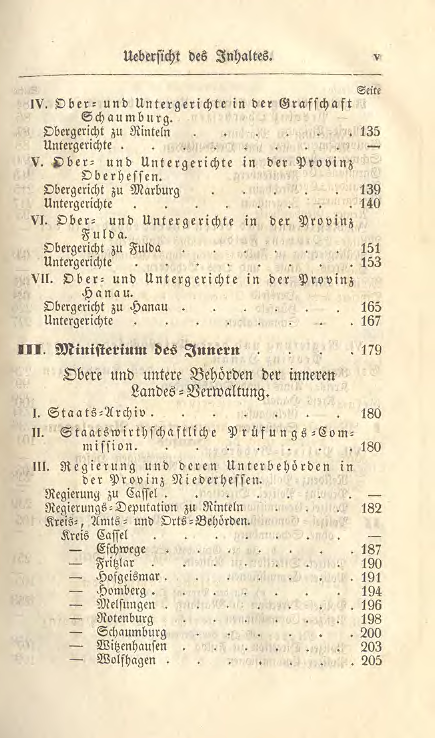 Uebersicht des Inhaltes. v
Seite
IV. Ober- und Untergerichte in der Grafschaft
Schaumburg.
Obergericht zu Rinteln . . . . . . 135
Untergerichte . . . . . . . . —
V. Ober- und Untergerichte in der Provinz
Oberhessen.
Obergericht zu Marburg . . . . . . 139
Untergerichte . . . . . . . . 140
VI. Ober- und Untergerichte in der Provinz
Fulda.
Obergericht zu Fulda . . . . . . 151
Untergerichte . . . . . . . . 153
VII. Ober- und Untergerichte in der Provinz
Hanau.
Obergericht zu Hanau . . . . . . 165
Untergerichte . . . . . . . . 167
III. Ministerium des Innern . . . . 179
Obere und untere Behörden der inneren
Landes-Verwaltung.
I. Staats-Archiv . . . . . . . . 180
II. Staatswirthschaftliche Prüfungs-Com-
mission. . . . . . . . . 180
III. Regierung und deren Unterbehörden in
der Provinz Niederhessen.
Regierung zu Cassel . . . . . . . —
Regierungs-Deputation zu Rinteln . . . 182
Kreis-, Amts- und Orts-Behörden.
Kreis Cassel . . . . . . . —
— Eschwege . . . . . . 187
— Fritzlar . . . . . . 190
— Hofgeismar . . . . . . 191
— Homberg . . . . . . 194
— Melsungen . . . . . . 196
— Rotenburg . . . . . . 198
— Schaumburg . . . . . . 200
— Witzenhausen . . . . . 203
— Wolfhagen . . . . . . 205